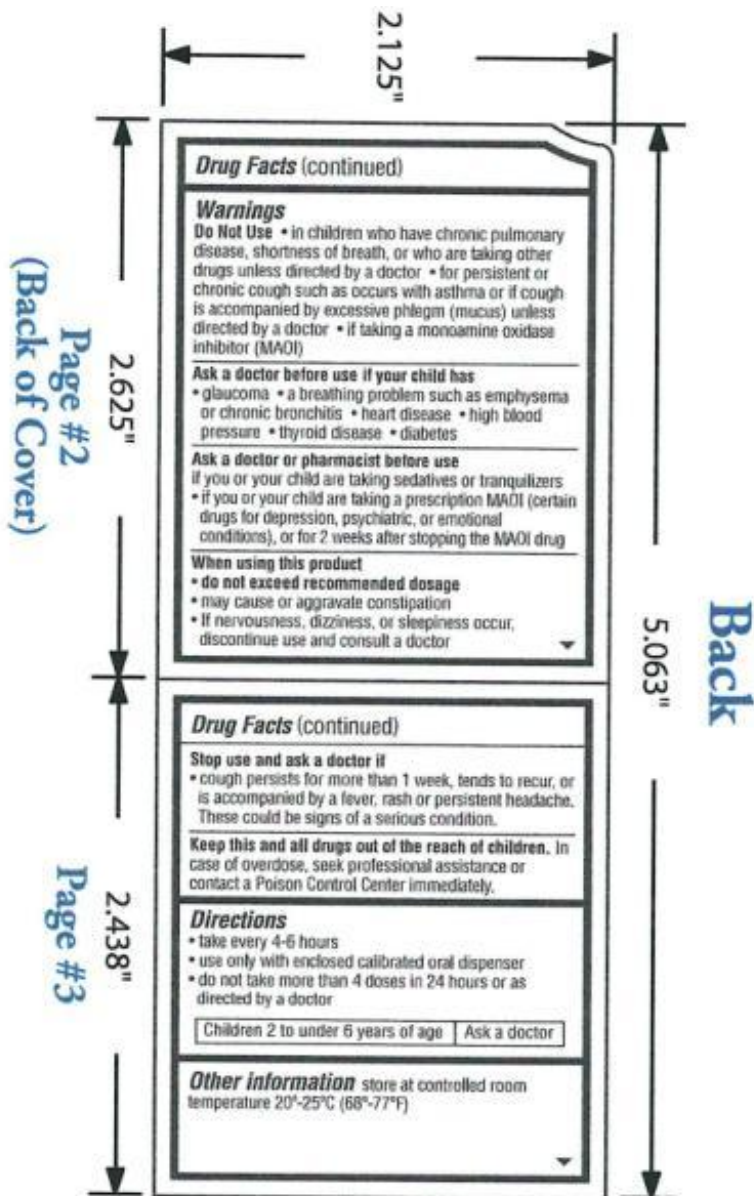 2.125"
Drug Facts (continued)
Warnings
Do Not Use • in children who have chronic pulmonary
disease, shortness of breath, or who are taking other
drugs unless directed by a doctor • for persistent or
chronic cough such as occurs with asthma or if cough
is accompanied by excessive phlegm (mucus) unless
directed by a doctor • if taking a monoamine oxidase
inhibitor (MAOI)
Ask a doctor before use if your child has
• glaucoma • a breathing problem such as emphysema
or chronic bronchitis • heart disease • high blood
pressure • thyroid disease • diabetes
Ask a doctor or pharmacist before use
if you or your child are taking sedatives or tranquilizers
• if you or your child are taking a prescription MAOI (certain
drugs for depression, psychiatric, or emotional
conditions), or for 2 weeks after stopping the MAOI drug
When using this product
• do not exceed recommended dosage
• may cause or aggravate constipation
• If nervousness, dizziness, or sleepiness occur,
discontinue use and consult a doctor
Drug Facts (continued)
Stop use and ask a doctor if
• cough persists for more than 1 week, tends to recur, or
is accompanied by a fever, rash or persistent headache.
These could be signs of a serious condition.
Keep this and all drugs out of the reach of children. In
case of overdose, seek professional assistance or
contact a Poison Control Center immediately.
Directions
• take every 4-6 hours
• use only with enclosed calibrated oral dispenser
• do not take more than 4 doses in 24 hours or as
directed by a doctor
Children 2 to under 6 years of age Ask a doctor
Other information store at controlled room
temperature 20°-25°C (68°-77°F)
Back
5.063"
2.625"
Page #2
(Back of Cover)
2.438"
Page #3